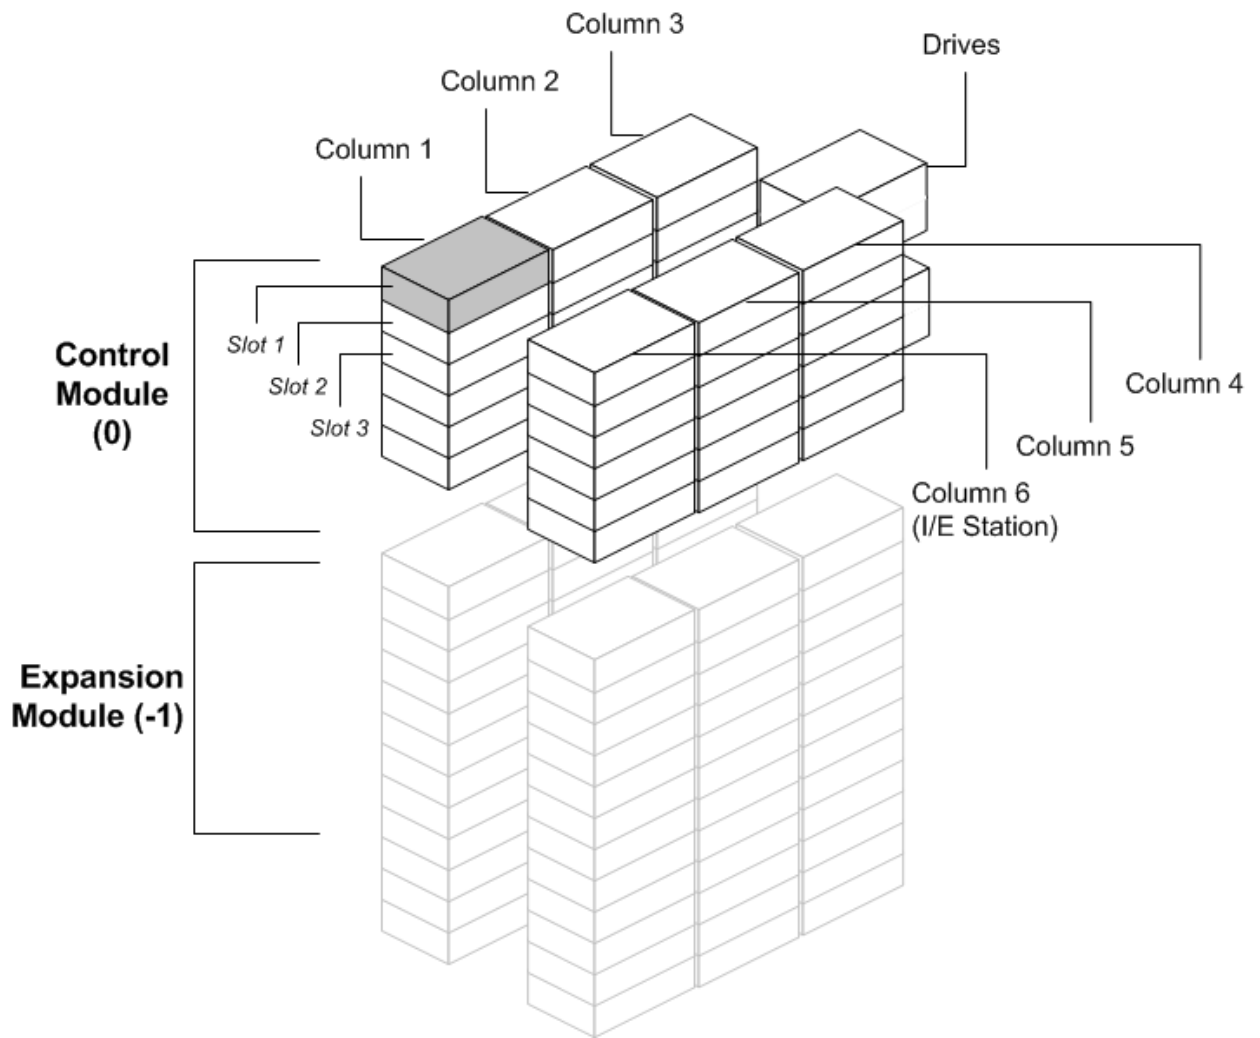 Column 3
Drives
Column 2
Column 1
Slot 1
Control
Module
(0)
Slot 2
Column 4
Slot 3
Column 5
Column 6
(I/E Station)
Expansion
Module (-1)